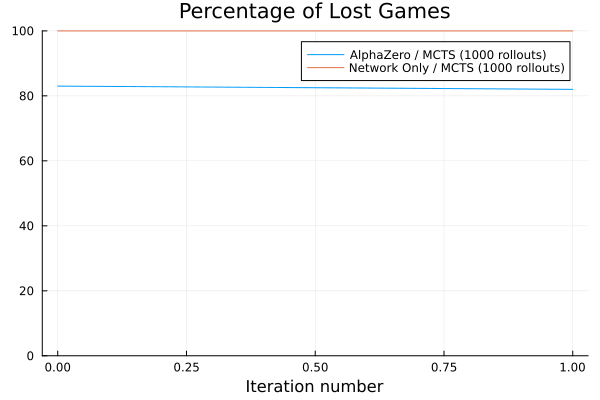 Percentage of Lost Games
100
AlphaZero / MCTS (1000 rollouts)
Network Only / MCTS (1000 rollouts)
80
60
40
20
0
0.00 0.25 0.50 0.75 1.00
Iteration number